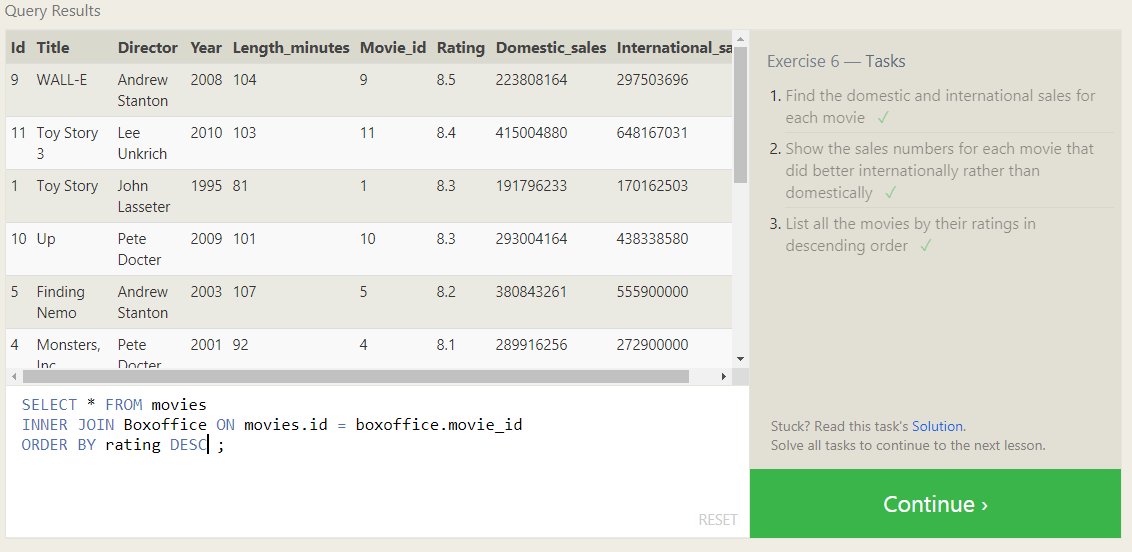 Query Results
Id Title Director Year Length_minutes Movie_id Rating Domestic_sales International_sa
9 WALL-E Andrew Stanton 2008 104 9 8.5 223808164 297503696
11 Toy Story 3 Lee Unkrich 2010 103 11 8.4 415004880 648167031
1 Toy Story John Lasseter 1995 81 1 8.3 191796233 170162503
10 Up Pete Docter 2009 101 10 8.3 293004164 438338580
5 Finding Nemo Andrew Stanton 2003 107 5 8.2 380843261 555900000
4 Monsters, Inc. Pete Docter 2001 92 4 8.1 289916256 272900000
SELECT * FROM movies
INNER JOIN Boxoffice ON movies.id = boxoffice.movie_id
ORDER BY rating DESC ;
RESET
Exercise 6 — Tasks
1. Find the domestic and international sales for
each movie ✓
2. Show the sales numbers for each movie that
did better internationally rather than
domestically ✓
3. List all the movies by their ratings in
descending order ✓
Stuck? Read this task's Solution.
Solve all tasks to continue to the next lesson.
Continue ›